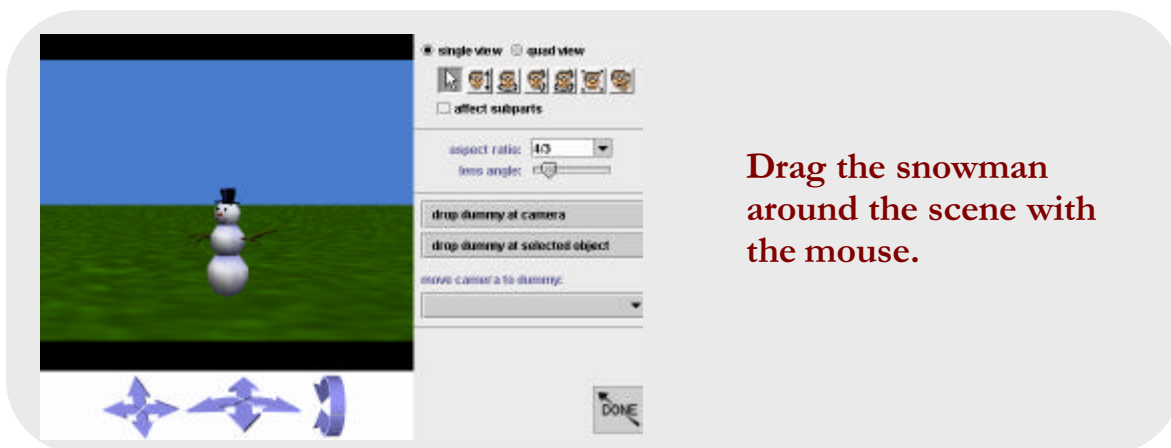 single view quad view
affect subparts
aspect ratio: 4/3
lens angle:
drop dummy at camera
drop dummy at selected object
move camera to dummy:
DONE
Drag the snowman
around the scene with
the mouse.